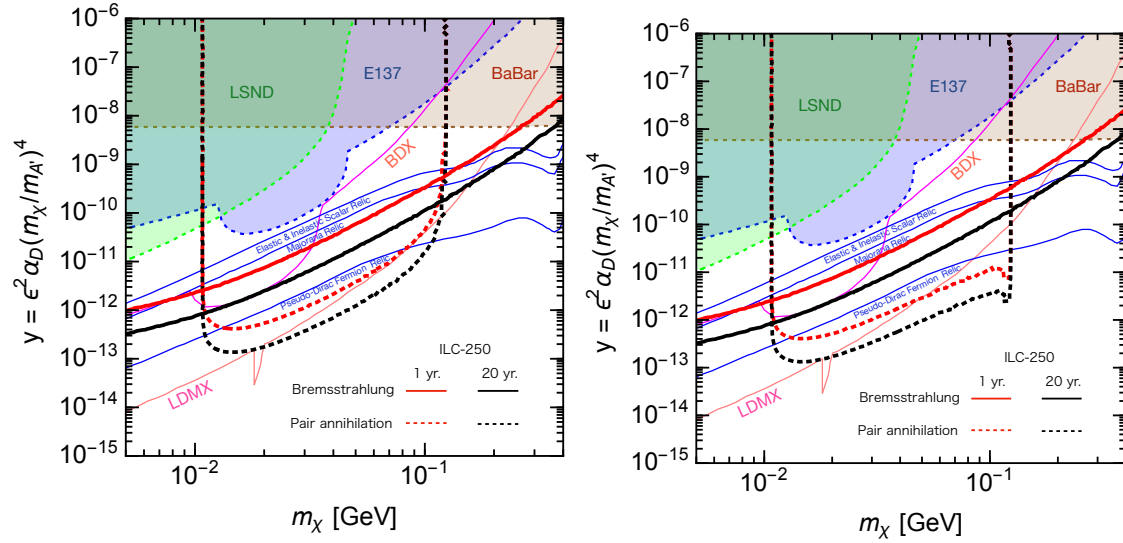 10⁻⁶
10⁻⁷
10⁻⁸
10⁻⁹
10⁻¹⁰
10⁻¹¹
10⁻¹²
10⁻¹³
10⁻¹⁴
10⁻¹⁵
y = ϵ² α_D(m_χ/m_A')⁴
LSND
E137
BaBar
BDX
Elastic & Inelastic Scalar Relic
Majorana Relic
Pseudo-Dirac Fermion Relic
LDMX
ILC-250
1 yr. 20 yr.
Bremsstrahlung
Pair annihilation
10⁻² 10⁻¹
m_χ [GeV]
10⁻⁶
10⁻⁷
10⁻⁸
10⁻⁹
10⁻¹⁰
10⁻¹¹
10⁻¹²
10⁻¹³
10⁻¹⁴
10⁻¹⁵
y = ϵ² α_D(m_χ/m_A')⁴
LSND
E137
BaBar
BDX
Elastic & Inelastic Scalar Relic
Majorana Relic
Pseudo-Dirac Fermion Relic
LDMX
ILC-250
1 yr. 20 yr.
Bremsstrahlung
Pair annihilation
10⁻² 10⁻¹
m_χ [GeV]